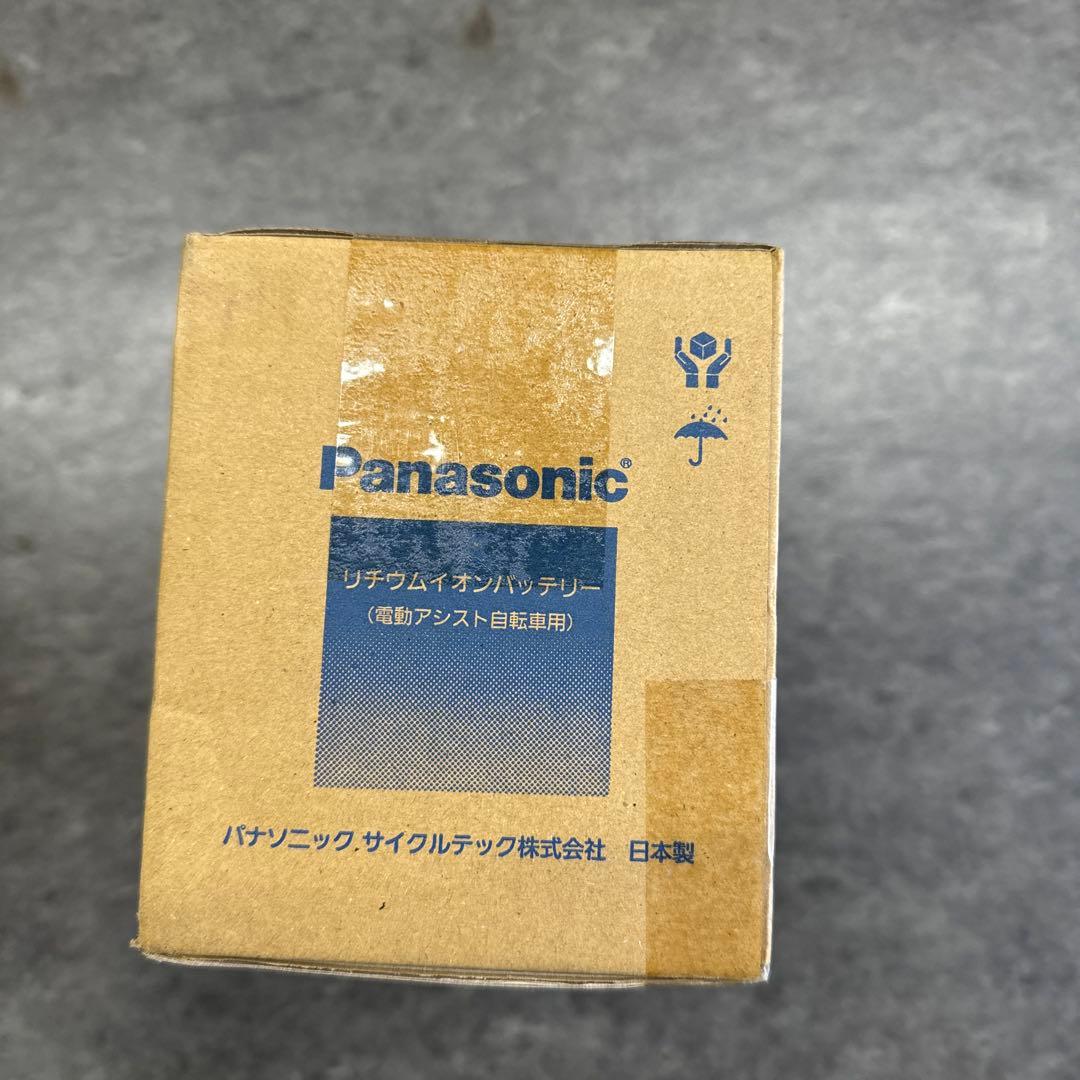 Panasonic®
リチウムイオンバッテリー
(電動アシスト自転車用)
パナソニック サイクルテック株式会社 日本製